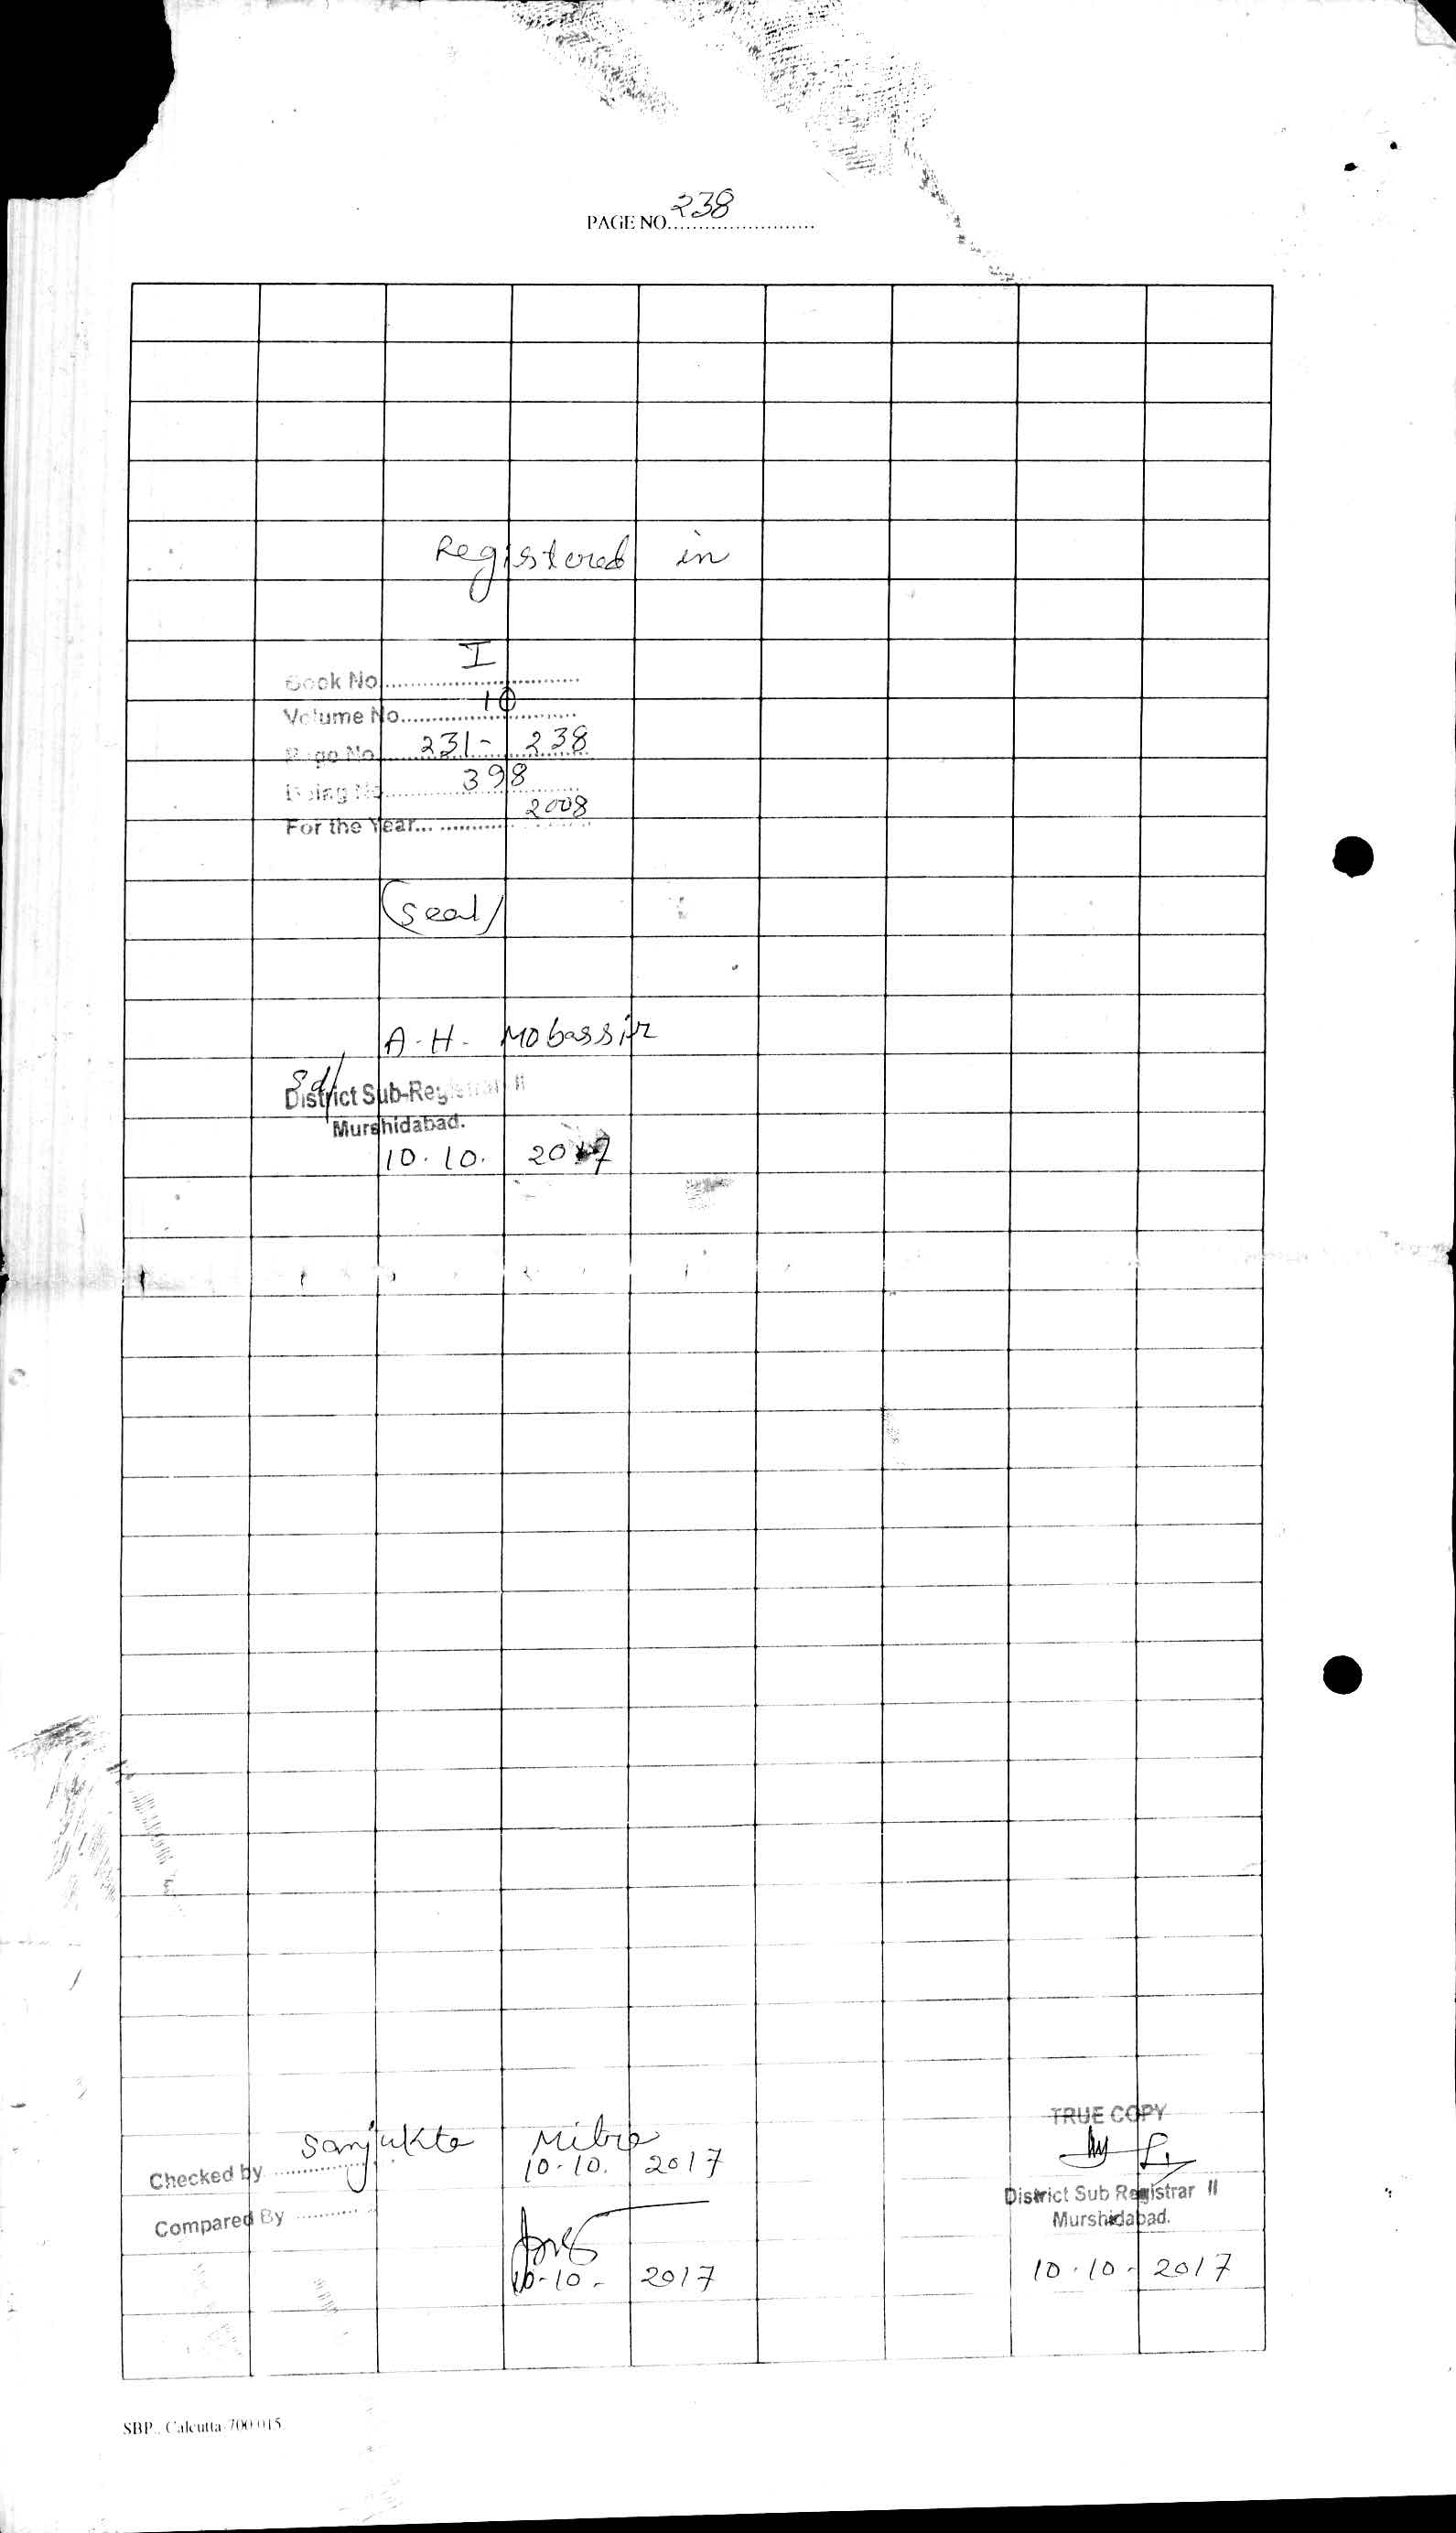 PAGE NO. 238
Registered in
Book No. I
Volume No. 10
Page No. 231 - 238
Being No. 398
For the Year... 2008
(Seal)
A. H. Mobassir
Sd/
District Sub-Registrar II
Murshidabad.
10. 10. 2017
TRUE COPY
Checked by Sanjukta Mitra
10-10. 2017
District Sub Registrar II
Murshidabad.
Compared By
10-10- 2017
10.10- 2017
SBP., Calcutta-700 015